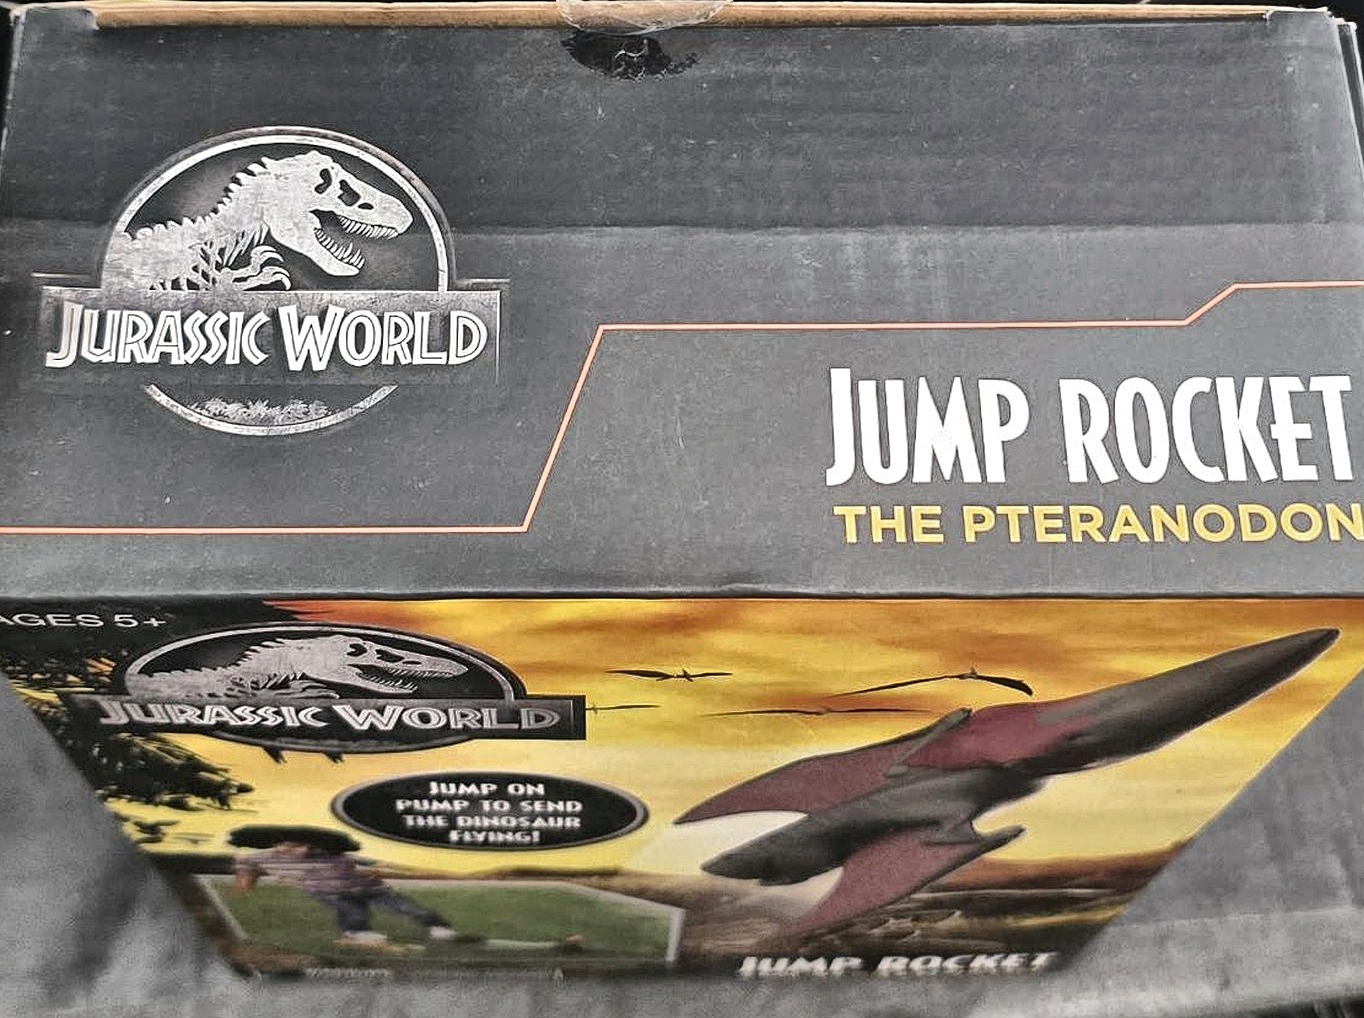 JURASSIC WORLD
JUMP ROCKET
THE PTERANODON
AGES 5+
JURASSIC WORLD
JUMP ON
PUMP TO SEND
THE DINOSAUR
FLYING!
JUMP ROCKET